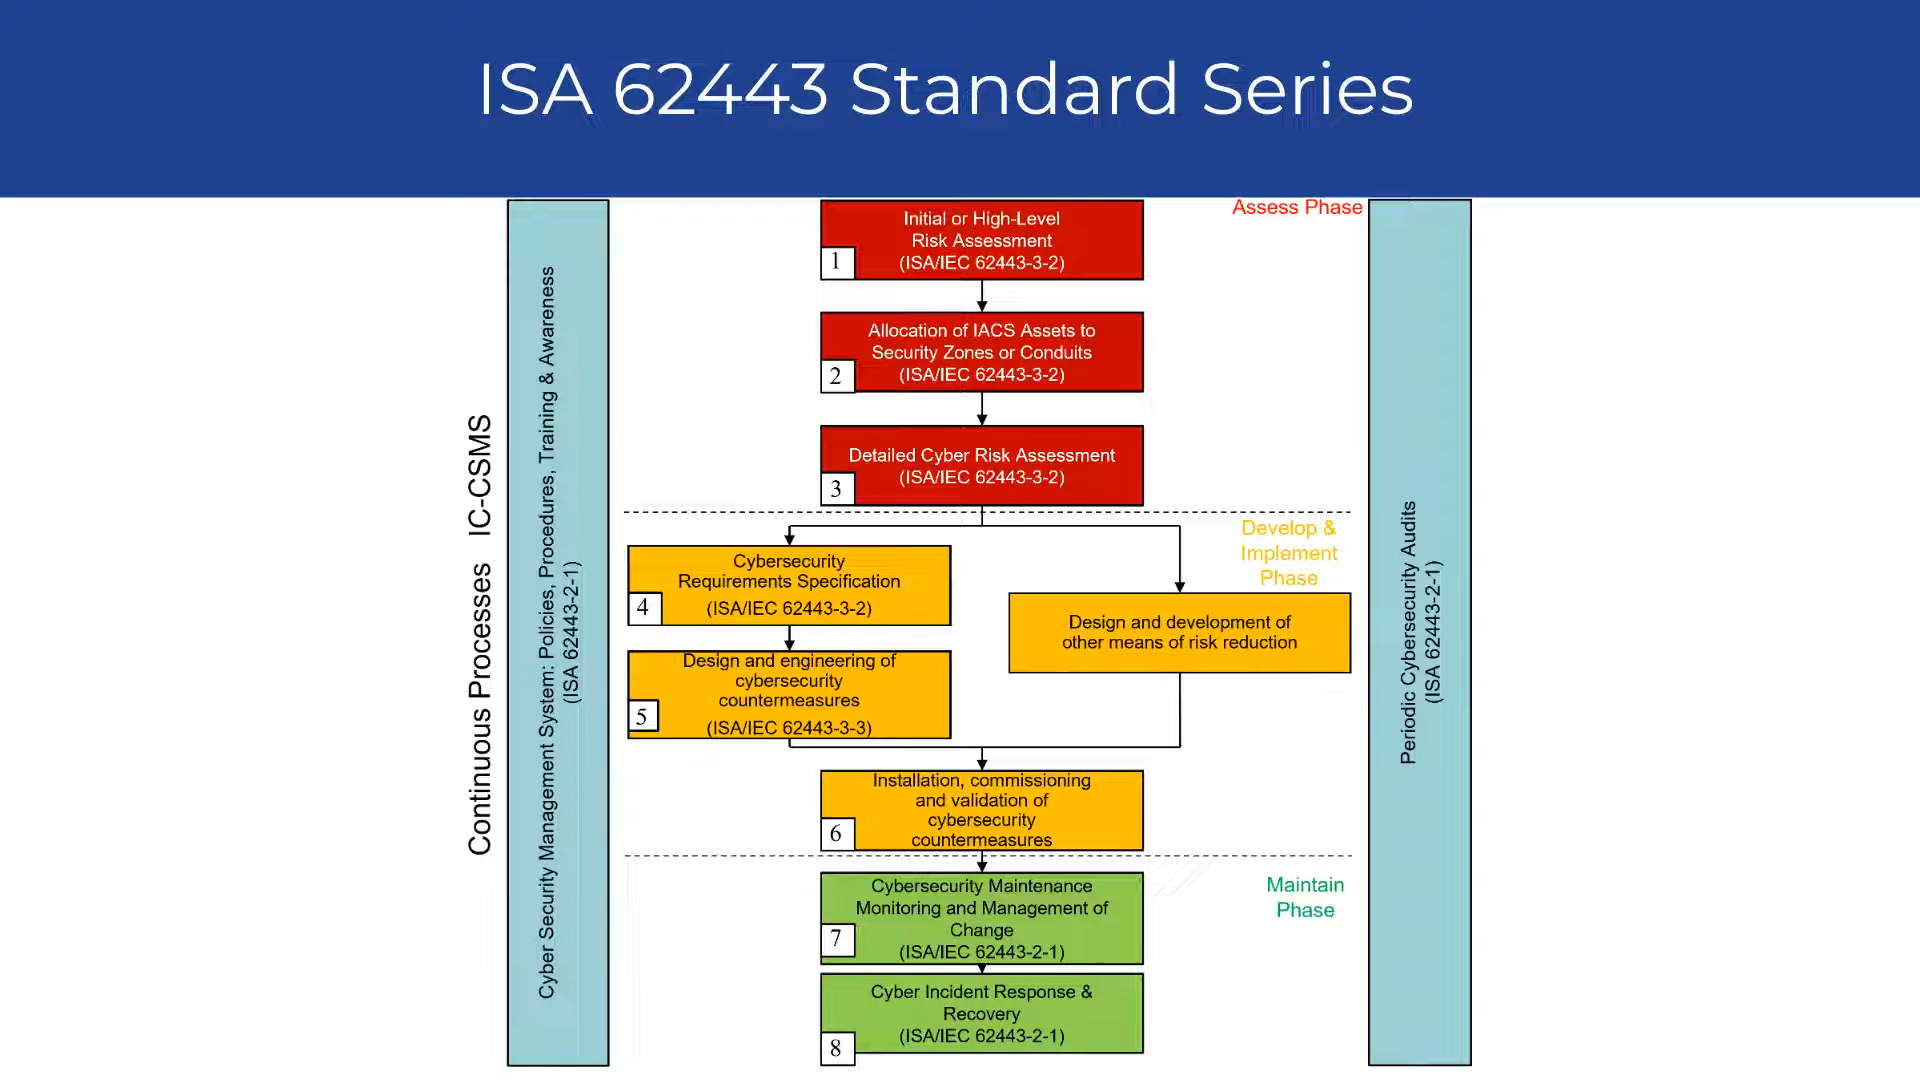 ISA 62443 Standard Series
Continuous Processes   IC-CSMS
Cyber Security Management System: Policies, Procedures, Training & Awareness
(ISA 62443-2-1)
Initial or High-Level
Risk Assessment
(ISA/IEC 62443-3-2)
1
Assess Phase
Allocation of IACS Assets to
Security Zones or Conduits
(ISA/IEC 62443-3-2)
2
Detailed Cyber Risk Assessment
(ISA/IEC 62443-3-2)
3
Develop &
Implement
Phase
Cybersecurity
Requirements Specification
(ISA/IEC 62443-3-2)
4
Design and development of
other means of risk reduction
Design and engineering of
cybersecurity
countermeasures
(ISA/IEC 62443-3-3)
5
Installation, commissioning
and validation of
cybersecurity
countermeasures
6
Maintain
Phase
Cybersecurity Maintenance
Monitoring and Management of
Change
(ISA/IEC 62443-2-1)
7
Cyber Incident Response &
Recovery
(ISA/IEC 62443-2-1)
8
Periodic Cybersecurity Audits
(ISA 62443-2-1)